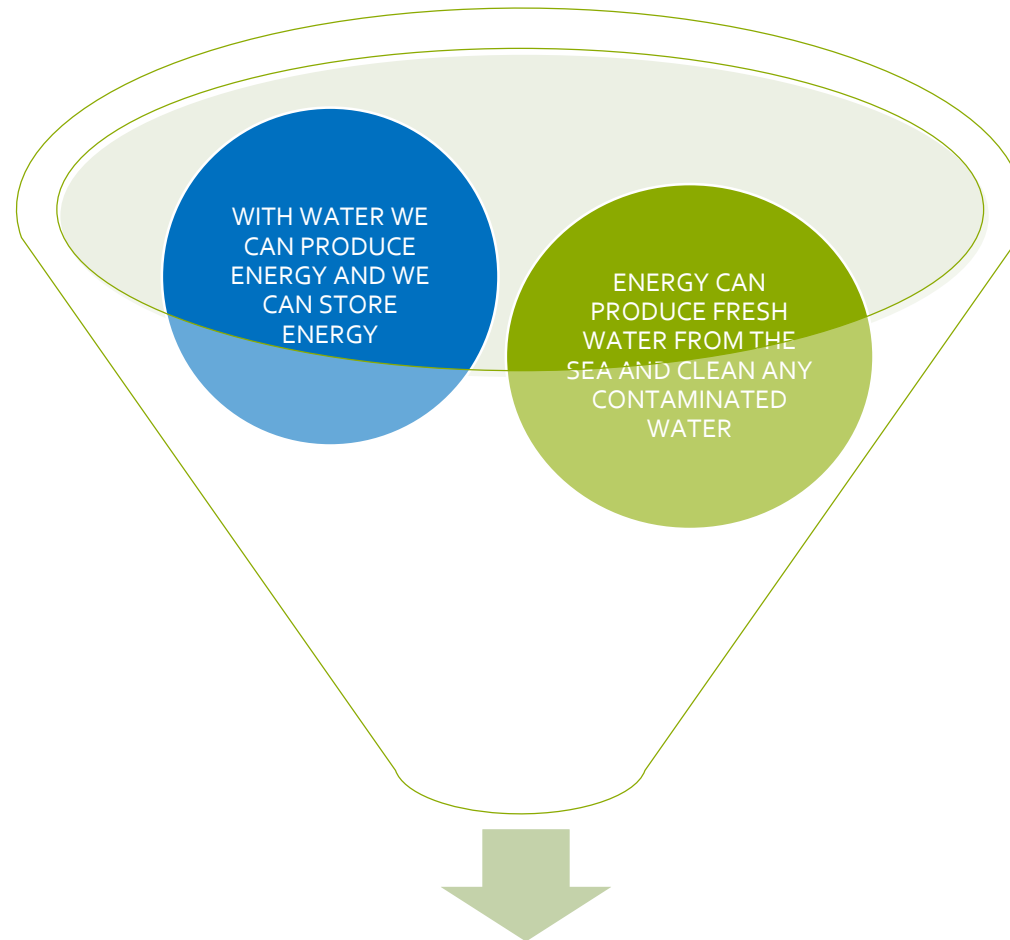 WITH WATER WE
CAN PRODUCE
ENERGY AND WE
CAN STORE
ENERGY
ENERGY CAN
PRODUCE FRESH
WATER FROM THE
SEA AND CLEAN ANY
CONTAMINATED
WATER